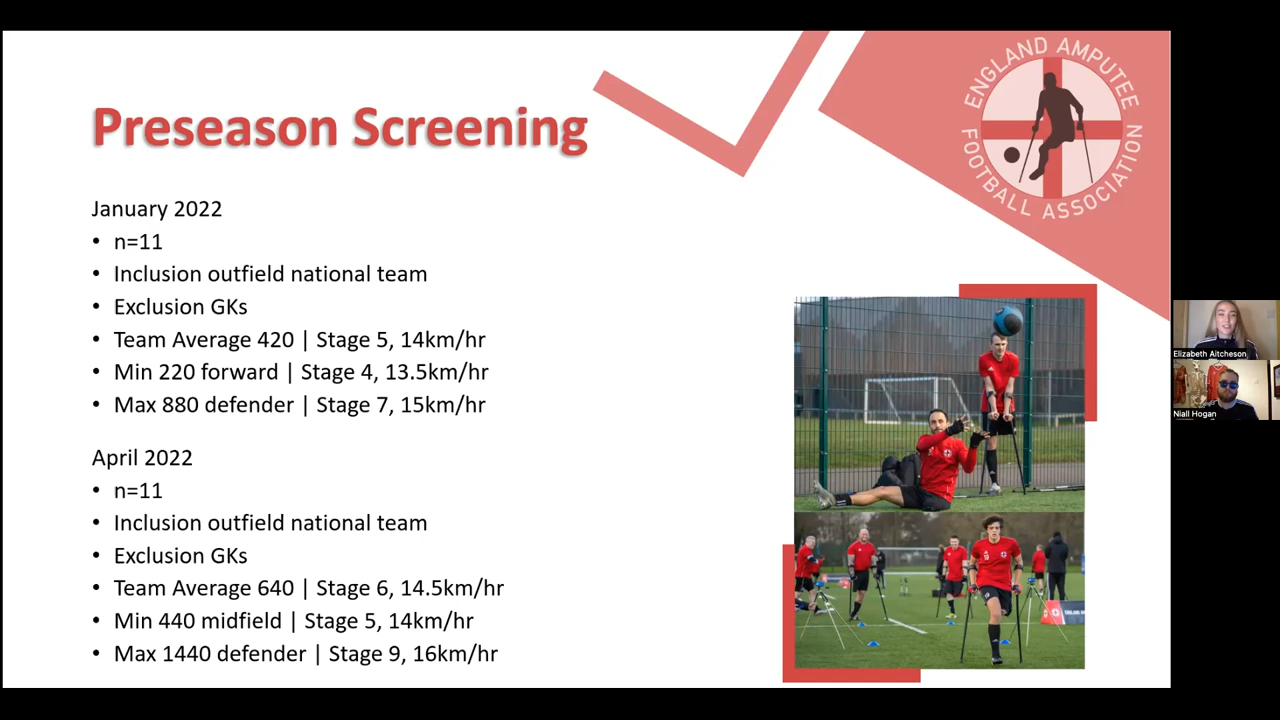 ENGLAND AMPUTEE
FOOTBALL ASSOCIATION
Preseason Screening
January 2022
• n=11
• Inclusion outfield national team
• Exclusion GKs
• Team Average 420 | Stage 5, 14km/hr
• Min 220 forward | Stage 4, 13.5km/hr
• Max 880 defender | Stage 7, 15km/hr
April 2022
• n=11
• Inclusion outfield national team
• Exclusion GKs
• Team Average 640 | Stage 6, 14.5km/hr
• Min 440 midfield | Stage 5, 14km/hr
• Max 1440 defender | Stage 9, 16km/hr
Elizabeth Aitcheson
Niall Hogan